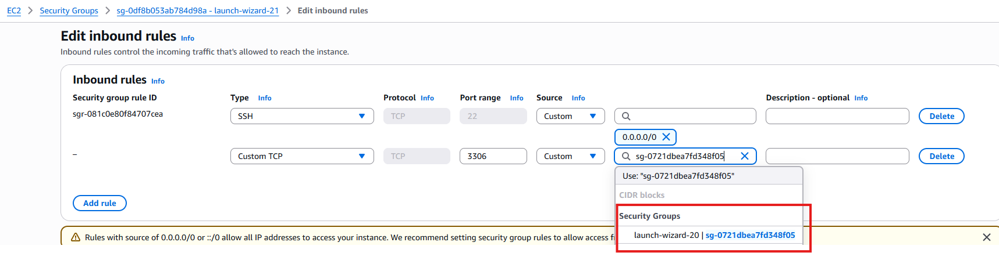 EC2 > Security Groups > sg-0df8b053ab784d98a - launch-wizard-21 > Edit inbound rules
Edit inbound rules Info
Inbound rules control the incoming traffic that's allowed to reach the instance.
Inbound rules Info
Security group rule ID Type Info Protocol Info Port range Info Source Info Description - optional Info
sgr-081c0e80f84707cea SSH TCP 22 Custom Delete
0.0.0.0/0
– Custom TCP TCP 3306 Custom sg-0721dbea7fd348f05 Delete
Use: "sg-0721dbea7fd348f05"
CIDR blocks
Add rule
Security Groups
launch-wizard-20 | sg-0721dbea7fd348f05
Rules with source of 0.0.0.0/0 or ::/0 allow all IP addresses to access your instance. We recommend setting security group rules to allow access